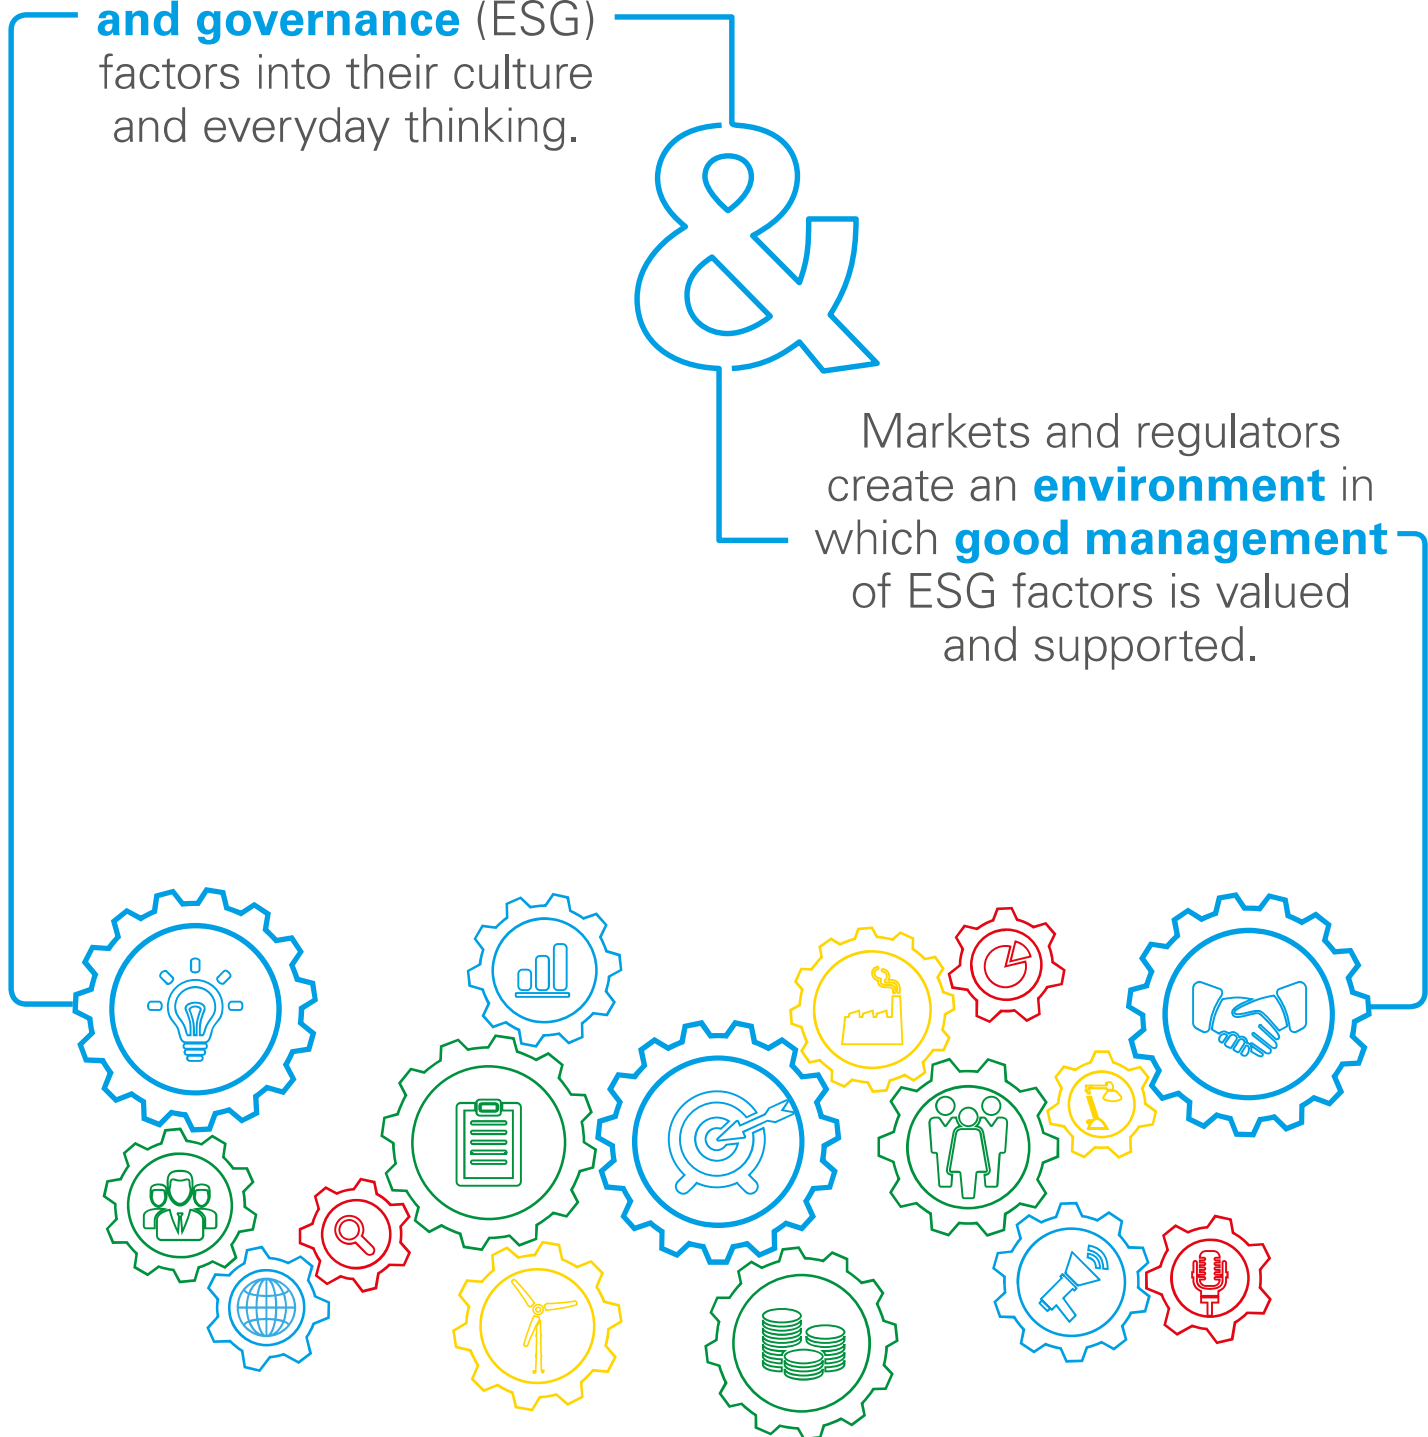 and governance (ESG)
factors into their culture
and everyday thinking.
&
Markets and regulators
create an environment in
which good management
of ESG factors is valued
and supported.